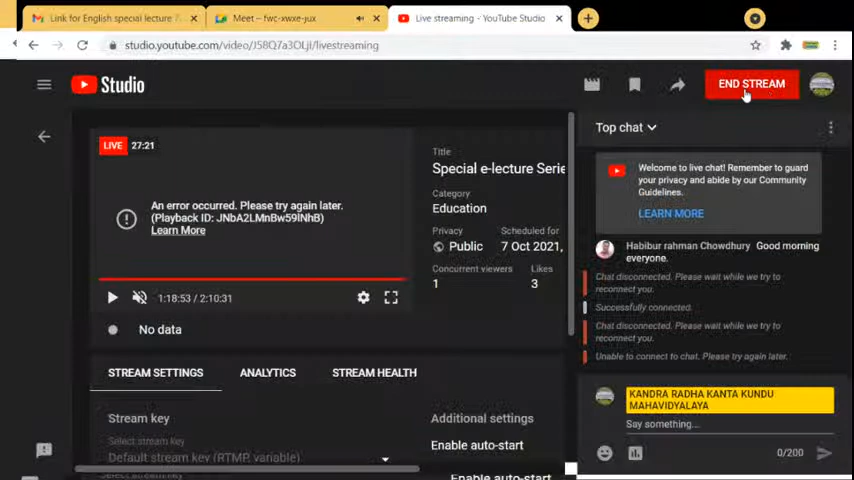 Link for English special lecture
Meet – fwc-xwxe-jux
Live streaming - YouTube Studio
studio.youtube.com/video/J58Q7a3OLjI/livestreaming
Studio
END STREAM
LIVE 27:21
An error occurred. Please try again later.
(Playback ID: JNbA2LMnBw59lNhB)
Learn More
1:18:53 / 2:10:31
No data
Title
Special e-lecture Serie
Category
Education
Privacy
Scheduled for
Public
7 Oct 2021,
Concurrent viewers
Likes
1
3
STREAM SETTINGS
ANALYTICS
STREAM HEALTH
Stream key
Select stream key
Default stream key (RTMP, variable)
Additional settings
Enable auto-start
Enable auto-stop
Top chat
Welcome to live chat! Remember to guard
your privacy and abide by our Community
Guidelines.
LEARN MORE
Habibur rahman Chowdhury Good morning
everyone.
Chat disconnected. Please wait while we try to
reconnect you.
Successfully connected.
Chat disconnected. Please wait while we try to
reconnect you.
Unable to connect to chat. Please try again later.
KANDRA RADHA KANTA KUNDU
MAHAVIDYALAYA
Say something...
0/200